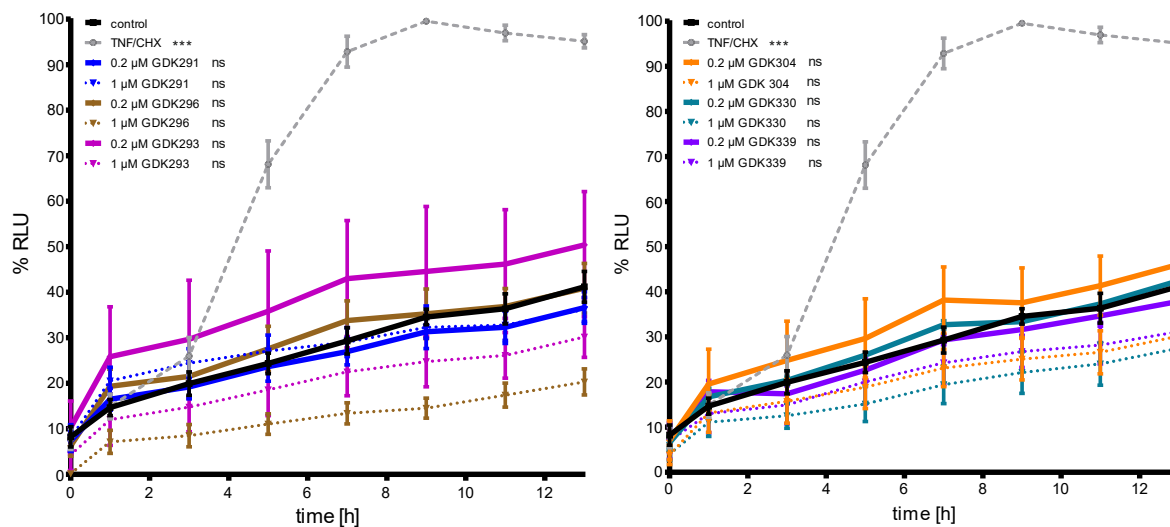 100
90
80
70
60
50
40
30
20
10
0
% RLU
control
TNF/CHX ***
0.2 µM GDK291 ns
1 µM GDK291 ns
0.2 µM GDK296 ns
1 µM GDK296 ns
0.2 µM GDK293 ns
1 µM GDK293 ns
0 2 4 6 8 10 12
time [h]
100
90
80
70
60
50
40
30
20
10
0
% RLU
control
TNF/CHX ***
0.2 µM GDK304 ns
1 µM GDK 304 ns
0.2 µM GDK330 ns
1 µM GDK330 ns
0.2 µM GDK339 ns
1 µM GDK339 ns
0 2 4 6 8 10 12
time [h]